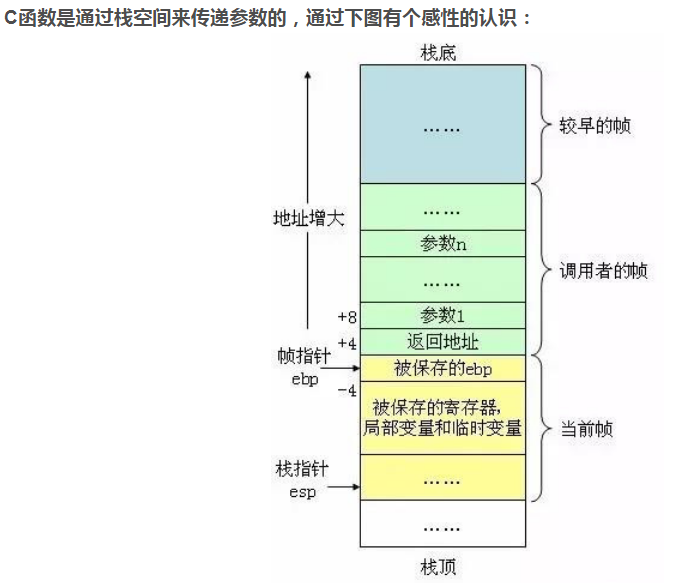 C函数是通过栈空间来传递参数的，通过下图有个感性的认识：
栈底
……
较早的帧
地址增大
……
参数n
……
调用者的帧
+8
参数1
+4
返回地址
帧指针
ebp
被保存的ebp
-4
被保存的寄存器，
局部变量和临时变量
当前帧
栈指针
esp
……
……
栈顶